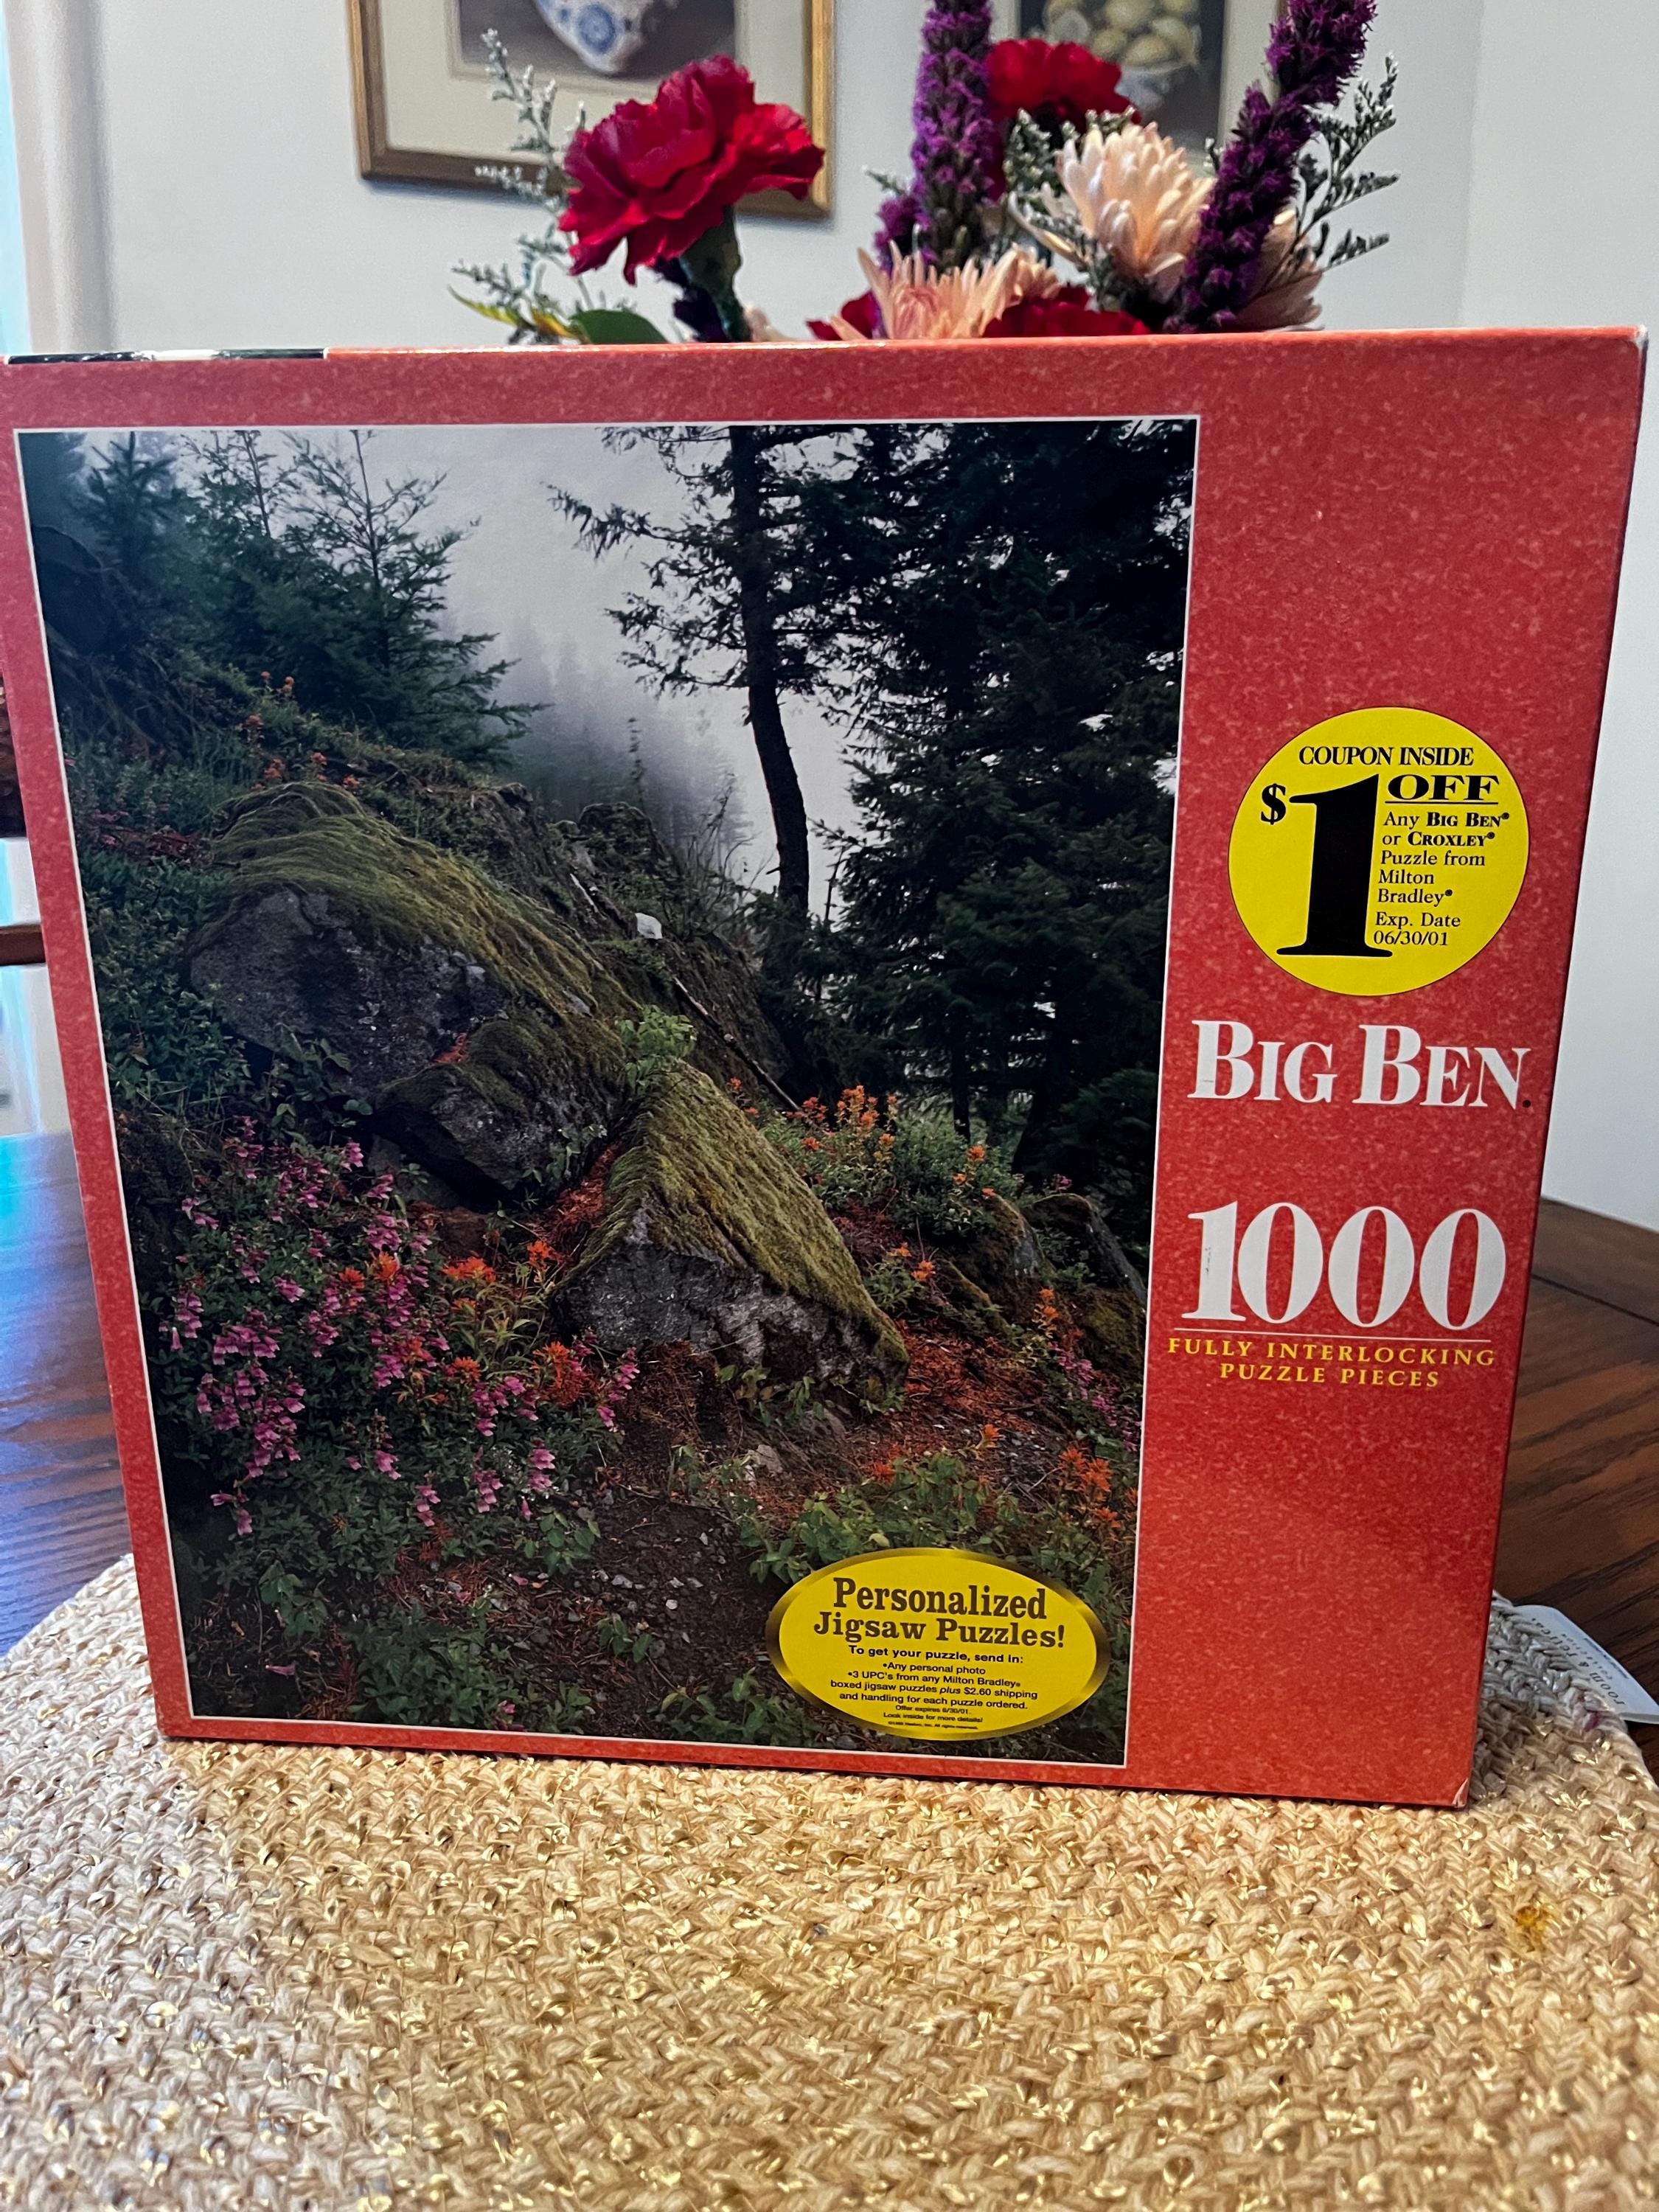 COUPON INSIDE
$1 OFF
Any BIG BEN®
or CROXLEY®
Puzzle from
Milton
Bradley®
Exp. Date
06/30/01
BIG BEN®
1000
FULLY INTERLOCKING
PUZZLE PIECES
Personalized
Jigsaw Puzzles!
To get your puzzle, send in:
•Any personal photo
•3 UPC's from any Milton Bradley®
boxed jigsaw puzzles plus $2.60 shipping
and handling for each puzzle ordered.
Offer expires 6/30/01.
Look inside for more details!